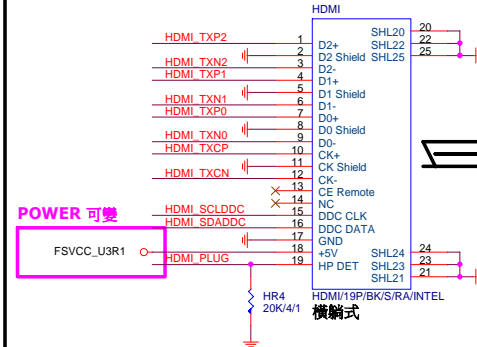 HDMI
HDMI_TXP2 1 D2+ SHL20 20
2 D2 Shield SHL22 22
HDMI_TXN2 3 D2- SHL25 25
HDMI_TXP1 4 D1+
5 D1 Shield
HDMI_TXN1 6 D1-
HDMI_TXP0 7 D0+
8 D0 Shield
HDMI_TXN0 9 D0-
HDMI_TXCP 10 CK+
11 CK Shield
HDMI_TXCN 12 CK-
13 CE Remote
14 NC
HDMI_SCLDDC 15 DDC CLK
HDMI_SDADDC 16 DDC DATA
17 GND
POWER 可變
FSVCC_U3R1 18 +5V SHL24 24
HDMI_PLUG 19 HP DET SHL23 23
SHL21 21
HR4
20K/4/1
HDMI/19P/BK/S/RA/INTEL
橫躺式